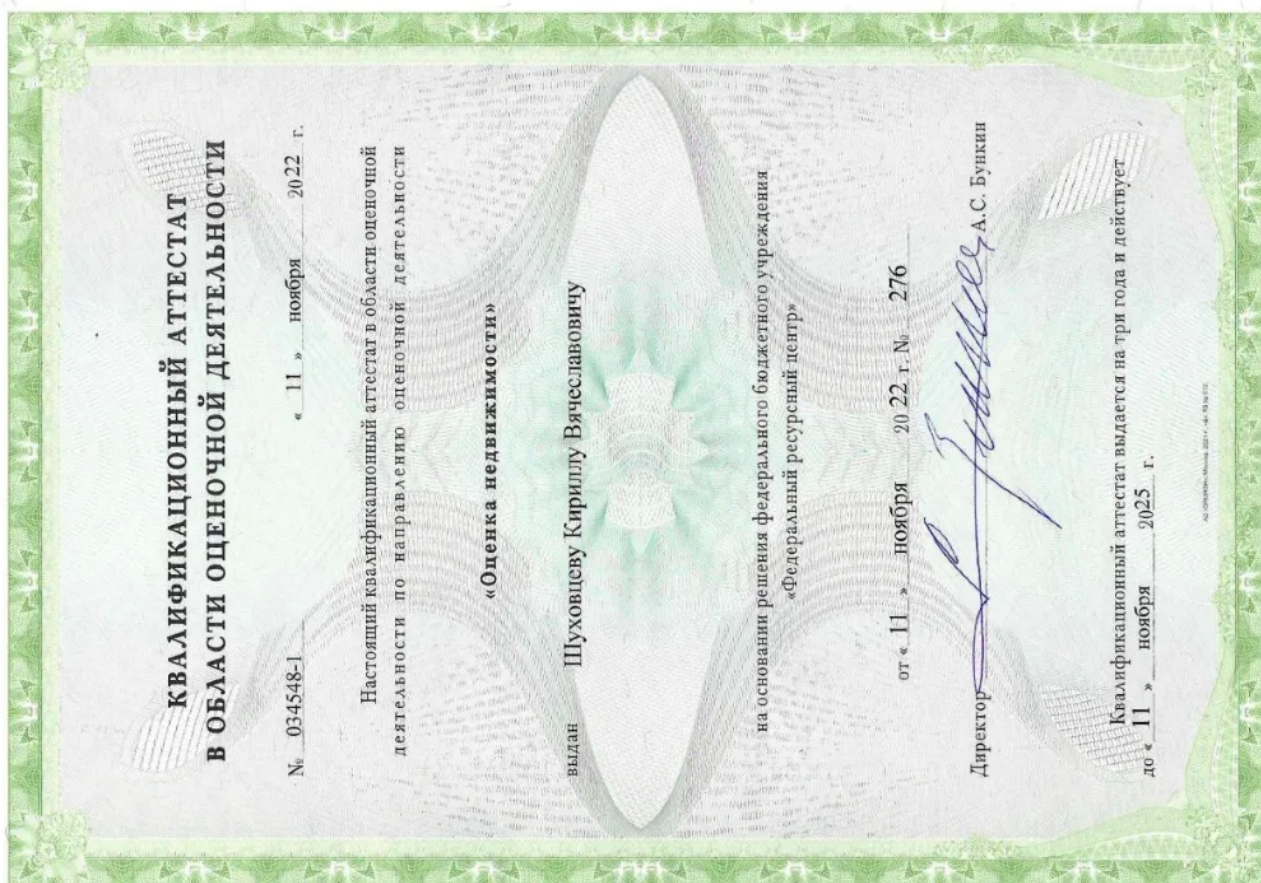 КВАЛИФИКАЦИОННЫЙ АТТЕСТАТ
В ОБЛАСТИ ОЦЕНОЧНОЙ ДЕЯТЕЛЬНОСТИ
№ 034548-1 « 11 » ноября 2022 г.
Настоящий квалификационный аттестат в области оценочной
деятельности по направлению оценочной деятельности
«Оценка недвижимости»
выдан Шуховцеву Кириллу Вячеславовичу
на основании решения федерального бюджетного учреждения
«Федеральный ресурсный центр»
от « 11 » ноября 20 22 г. № 276
Директор А.С. Бункин
Квалификационный аттестат выдается на три года и действует
до « 11 » ноября 2025 г.